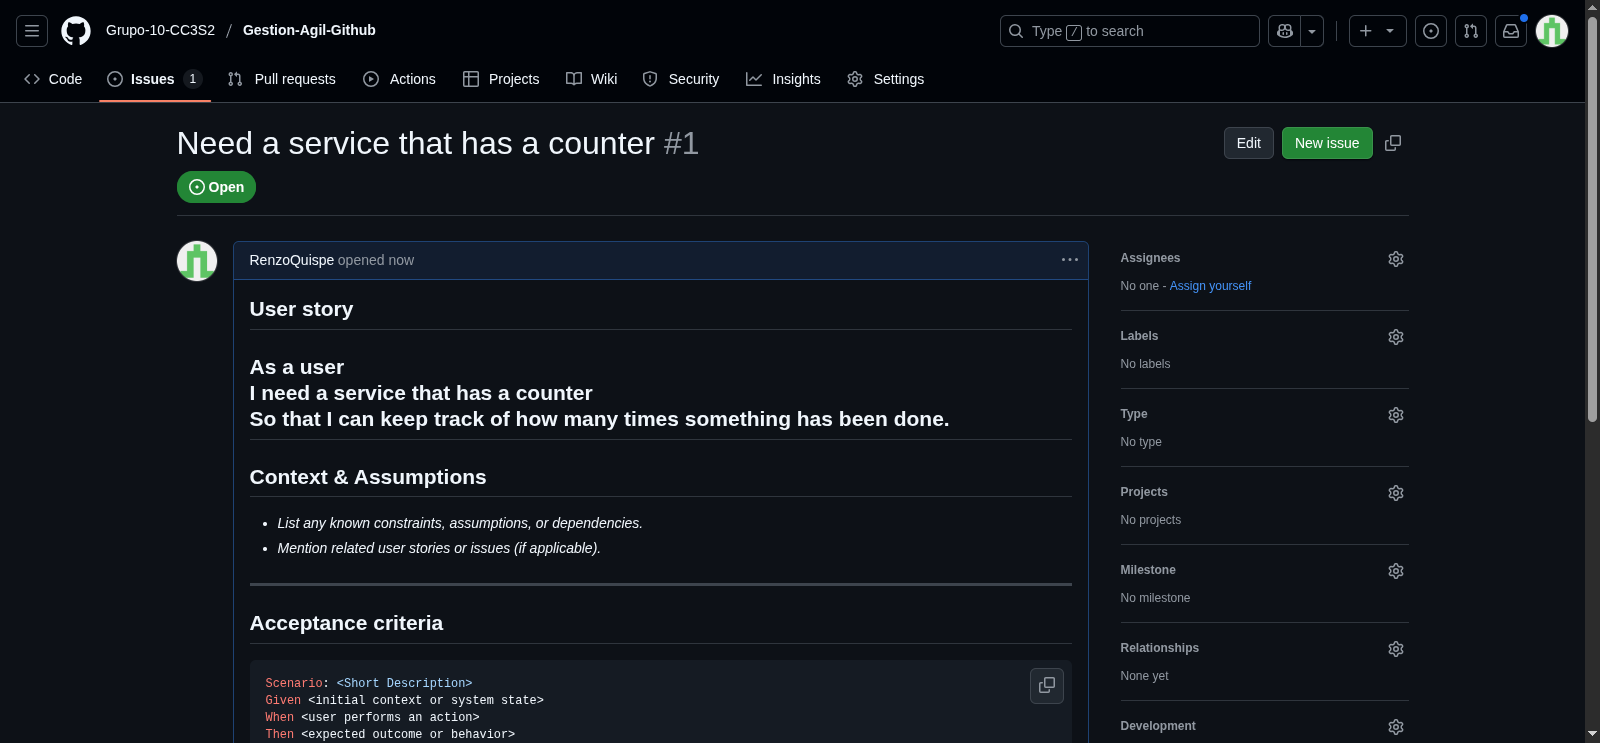 Grupo-10-CC3S2 / Gestion-Agil-Github
Type / to search
Code
Issues 1
Pull requests
Actions
Projects
Wiki
Security
Insights
Settings
Need a service that has a counter #1
Edit
New issue
Open
RenzoQuispe opened now
User story
As a user
I need a service that has a counter
So that I can keep track of how many times something has been done.
Context & Assumptions
• List any known constraints, assumptions, or dependencies.
• Mention related user stories or issues (if applicable).
Acceptance criteria
Scenario: <Short Description>
Given <initial context or system state>
When <user performs an action>
Then <expected outcome or behavior>
Assignees
No one - Assign yourself
Labels
No labels
Type
No type
Projects
No projects
Milestone
No milestone
Relationships
None yet
Development